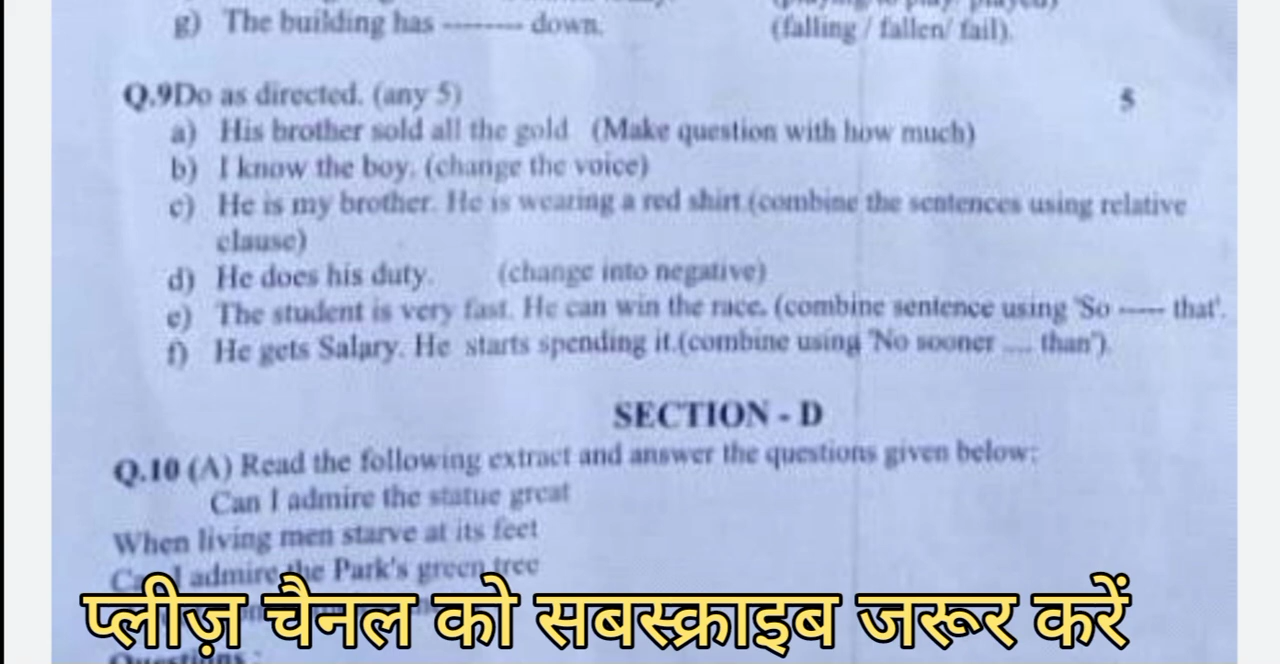 g) The building has -------- down. (falling / fallen/ fail).
Q.9Do as directed. (any 5) 5
a) His brother sold all the gold (Make question with how much)
b) I know the boy. (change the voice)
c) He is my brother. He is wearing a red shirt.(combine the sentences using relative
clause)
d) He does his duty. (change into negative)
e) The student is very fast. He can win the race. (combine sentence using 'So ----- that'.
f) He gets Salary. He starts spending it.(combine using 'No sooner .... than').
SECTION - D
Q.10 (A) Read the following extract and answer the questions given below:
Can I admire the statue great
When living men starve at its feet
admire the Park's green tree
प्लीज़ चैनल को सबस्क्राइब जरूर करें
Questions :